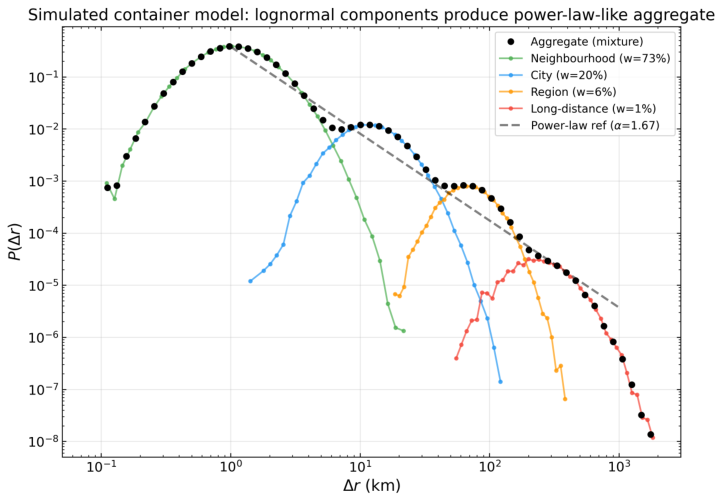 Simulated container model: lognormal components produce power-law-like aggregate
Aggregate (mixture)
Neighbourhood (w=73%)
City (w=20%)
Region (w=6%)
Long-distance (w=1%)
Power-law ref (α=1.67)
P(Δr)
10⁻¹
10⁻²
10⁻³
10⁻⁴
10⁻⁵
10⁻⁶
10⁻⁷
10⁻⁸
10⁻¹ 10⁰ 10¹ 10² 10³
Δr (km)